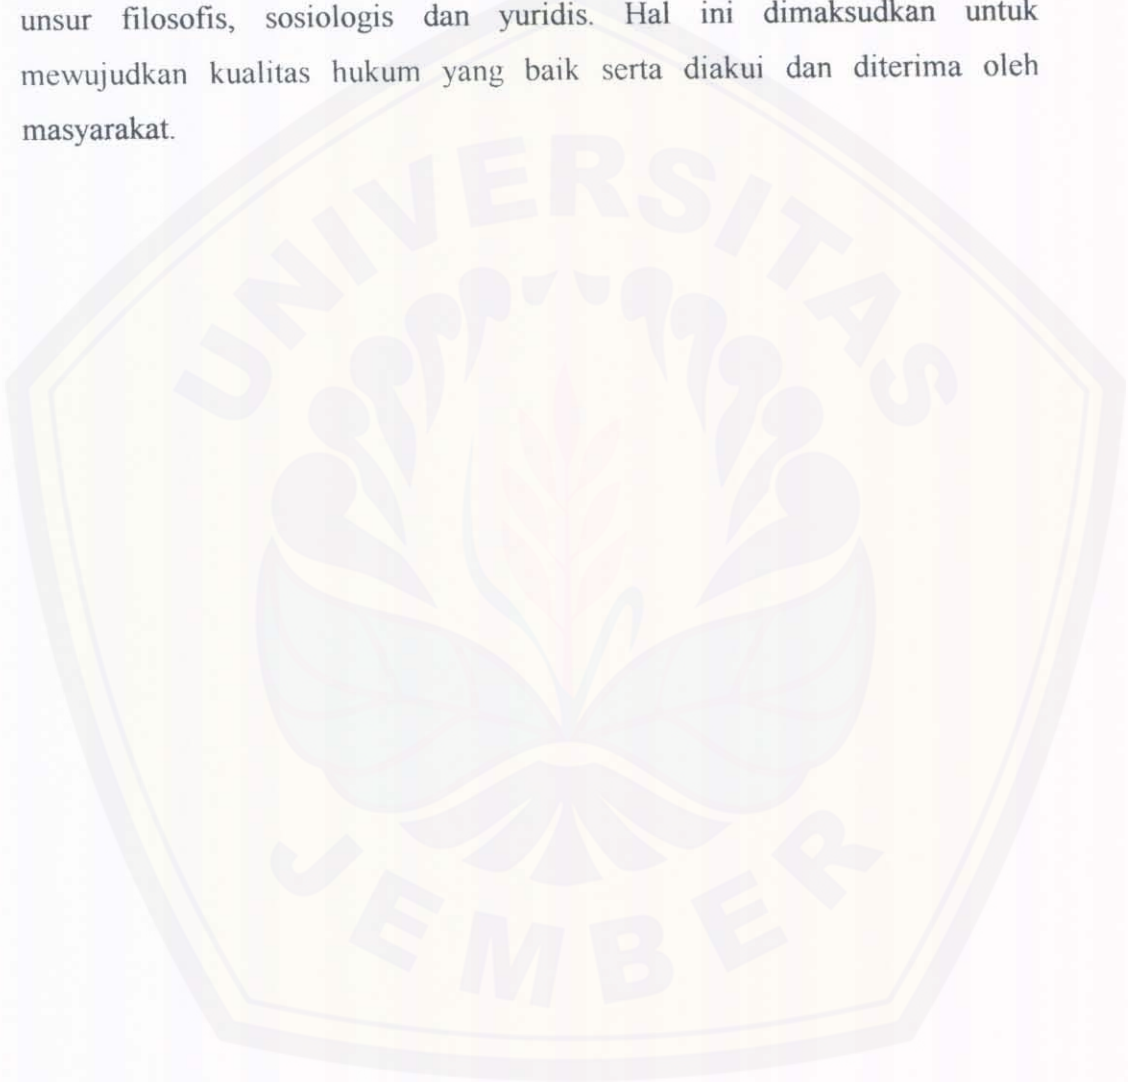 unsur filosofis, sosiologis dan yuridis. Hal ini dimaksudkan untuk
mewujudkan kualitas hukum yang baik serta diakui dan diterima oleh
masyarakat.
UNIVERSITAS
JEMBER